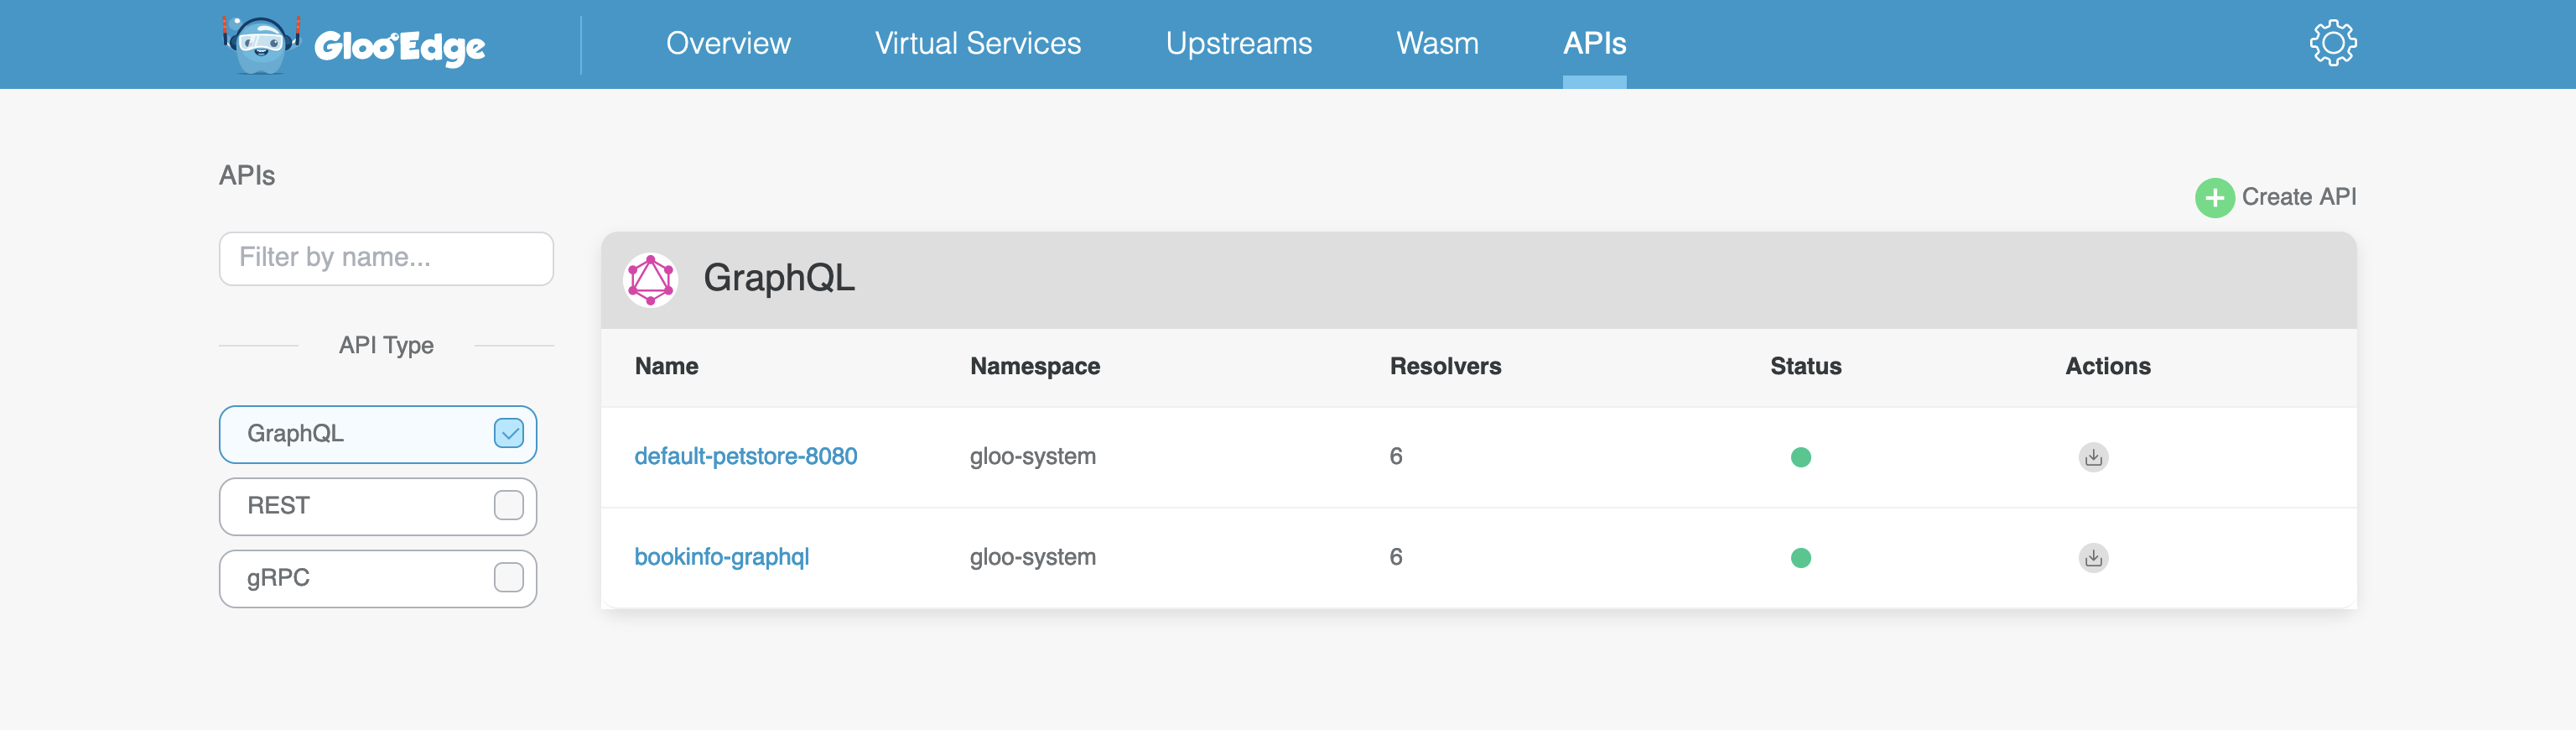 Gloo Edge
Overview Virtual Services Upstreams Wasm APIs
APIs
Create API
Filter by name...
GraphQL
API Type
Name Namespace Resolvers Status Actions
GraphQL
default-petstore-8080 gloo-system 6
REST
bookinfo-graphql gloo-system 6
gRPC